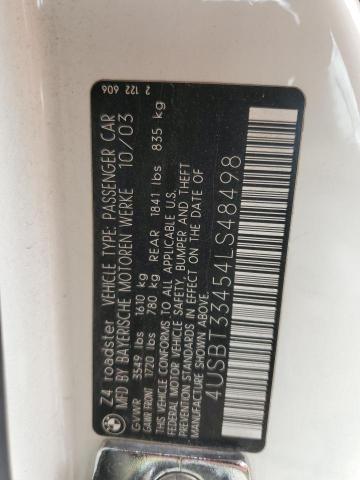 Z4 roadster VEHICLE TYPE: PASSENGER CAR
MFD BY BAYERISCHE MOTOREN WERKE 10/03
GVWR 3549 lbs 1610 kg
GAWR FRONT 1720 lbs 780 kg REAR 1841 lbs 835 kg
THIS VEHICLE CONFORMS TO ALL APPLICABLE U.S.
FEDERAL MOTOR VEHICLE SAFETY, BUMPER AND THEFT
PREVENTION STANDARDS IN EFFECT ON THE DATE
OF MANUFACTURE SHOWN ABOVE.
4USBT33454LS48498
2 122 606